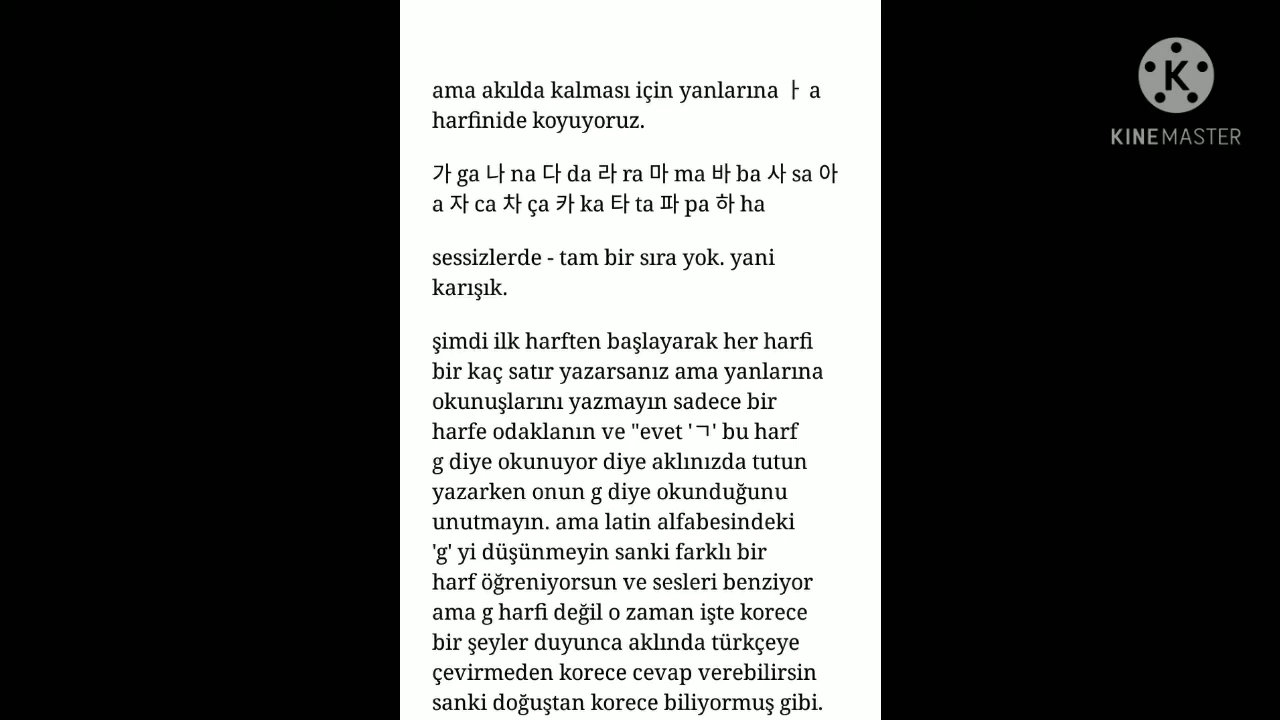 ama akılda kalması için yanlarına ㅏ a
harfinide koyuyoruz.
가 ga 나 na 다 da 라 ra 마 ma 바 ba 사 sa 아
a 자 ca 차 ça 카 ka 타 ta 파 pa 하 ha
sessizlerde - tam bir sıra yok. yani
karışık.
şimdi ilk harften başlayarak her harfi
bir kaç satır yazarsanız ama yanlarına
okunuşlarını yazmayın sadece bir
harfe odaklanın ve "evet 'ㄱ' bu harf
g diye okunuyor diye aklınızda tutun
yazarken onun g diye okunduğunu
unutmayın. ama latin alfabesindeki
'g' yi düşünmeyin sanki farklı bir
harf öğreniyorsun ve sesleri benziyor
ama g harfi değil o zaman işte korece
bir şeyler duyunca aklında türkçeye
çevirmeden korece cevap verebilirsin
sanki doğuştan korece biliyormuş gibi.
K
KINEMASTER